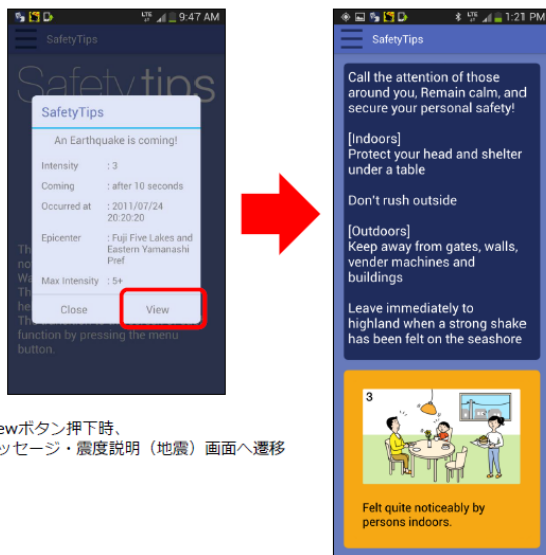 LTE 9:47 AM
SafetyTips
Safety tips
SafetyTips
An Earthquake is coming!
Intensity : 3
Coming : after 10 seconds
Occurred at : 2011/07/24
20:20:20
Epicenter : Fuji Five Lakes and
Eastern Yamanashi
Pref
Max Intensity : 5+
Close View
function by pressing the menu
button.
ewボタン押下時、
ッセージ・震度説明（地震）画面へ遷移
LTE 1:21 PM
SafetyTips
Call the attention of those
around you, Remain calm, and
secure your personal safety!
[Indoors]
Protect your head and shelter
under a table
Don't rush outside
[Outdoors]
Keep away from gates, walls,
vender machines and
buildings
Leave immediately to
highland when a strong shake
has been felt on the seashore
3
Felt quite noticeably by
persons indoors.